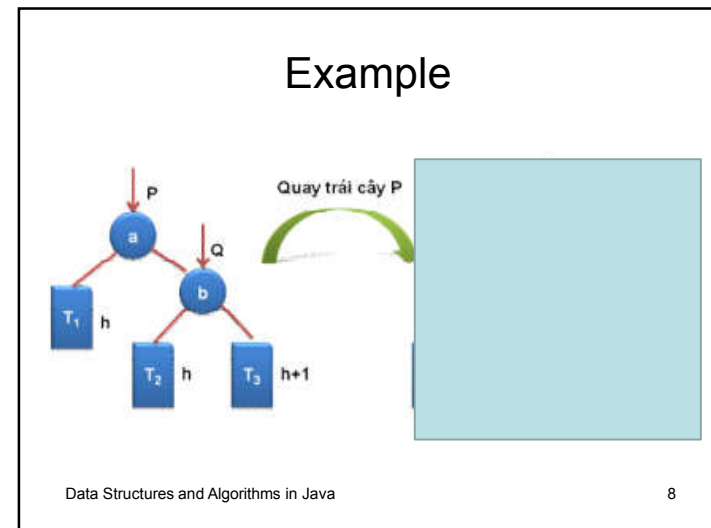 Example
P
Quay trái cây P
a
Q
b
T₁ h
T₂ h T₃ h+1
Data Structures and Algorithms in Java 8